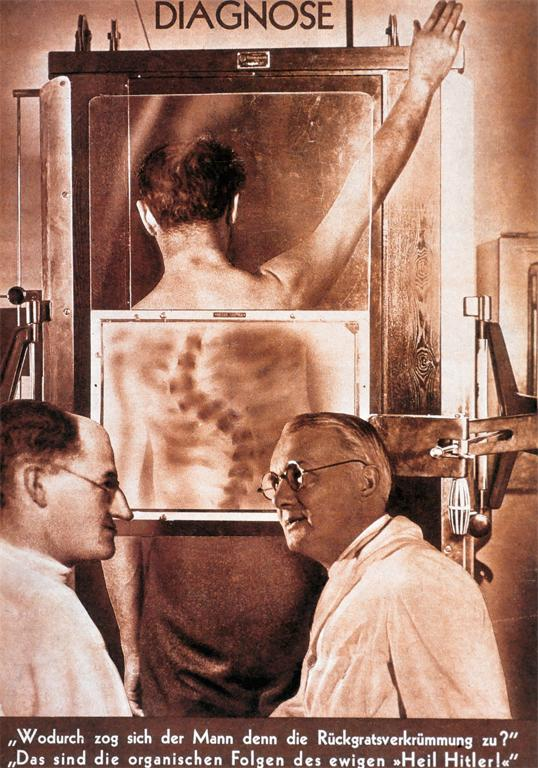 DIAGNOSE
„Wodurch zog sich der Mann denn die Rückgratsverkrümmung zu?”
„Das sind die organischen Folgen des ewigen »Heil Hitler!«“